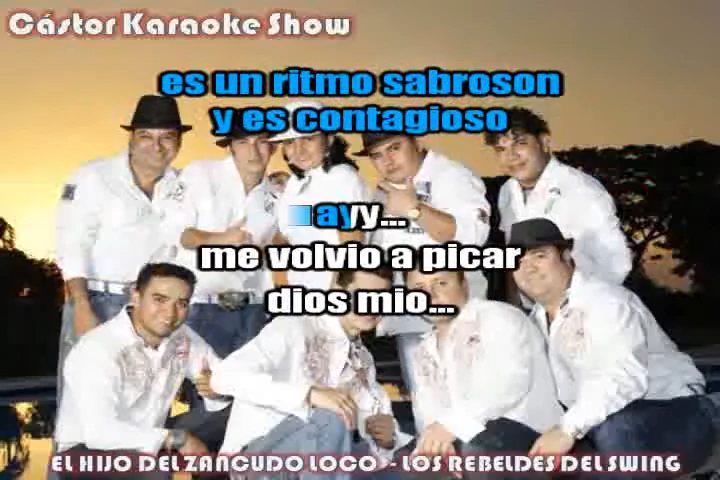 Cástor Karaoke Show
es un ritmo sabroson
y es contagioso
ayy...
me volvio a picar
dios mio...
EL HIJO DEL ZANCUDO LOCO - LOS REBELDES DEL SWING